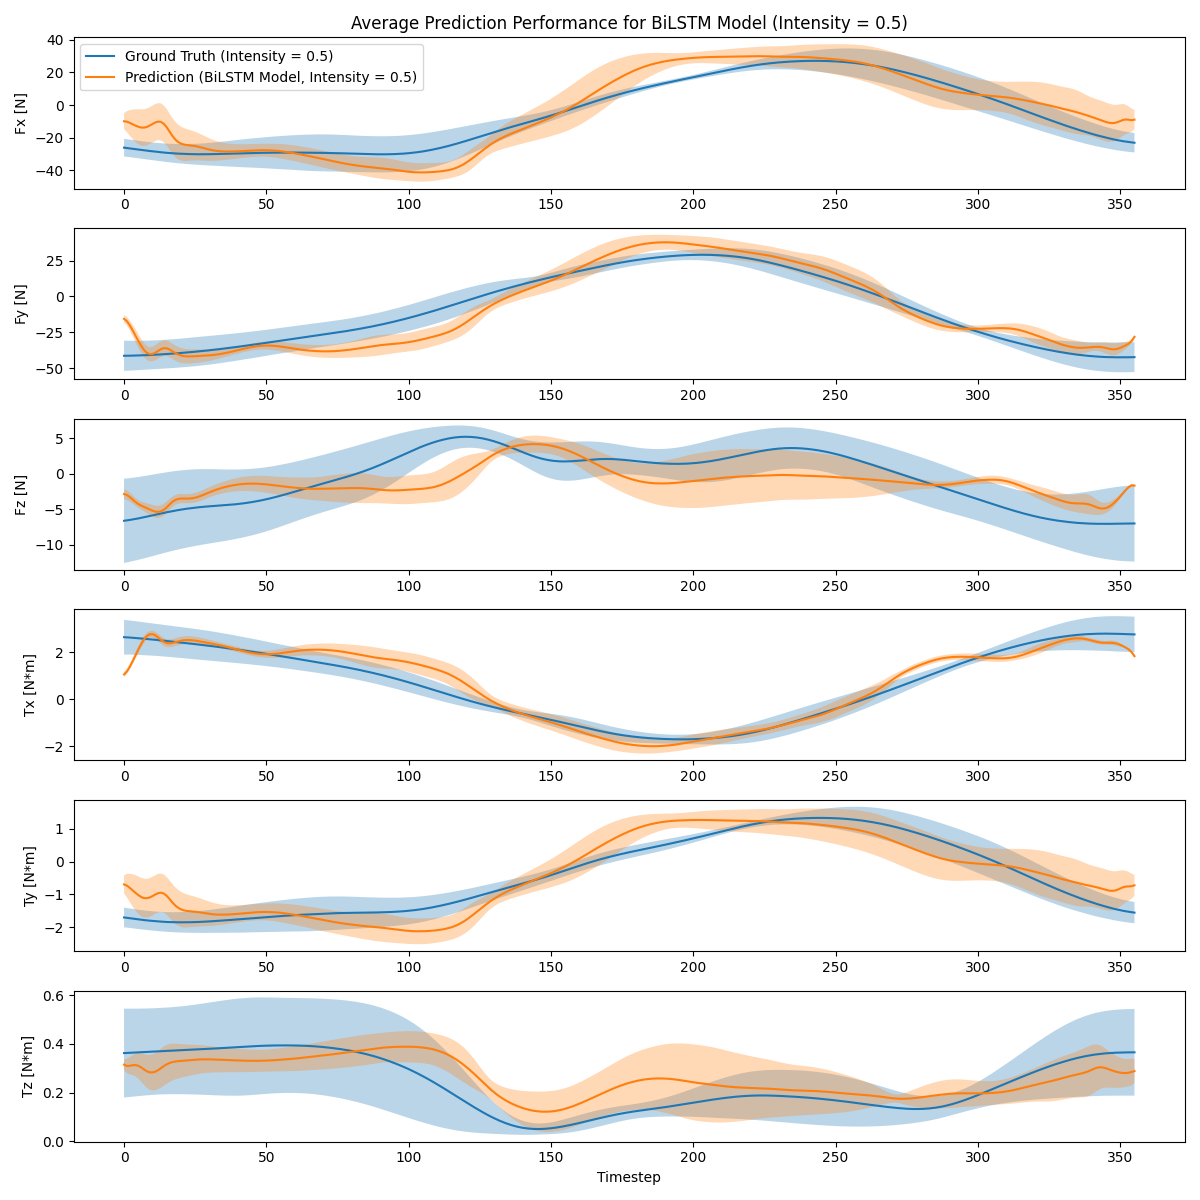 Average Prediction Performance for BiLSTM Model (Intensity = 0.5)
Ground Truth (Intensity = 0.5)
Prediction (BiLSTM Model, Intensity = 0.5)
Fx [N]
40
20
0
−20
−40
0 50 100 150 200 250 300 350
Fy [N]
25
0
−25
−50
0 50 100 150 200 250 300 350
Fz [N]
5
0
−5
−10
0 50 100 150 200 250 300 350
Tx [N*m]
2
0
−2
0 50 100 150 200 250 300 350
Ty [N*m]
1
0
−1
−2
0 50 100 150 200 250 300 350
Tz [N*m]
0.6
0.4
0.2
0.0
0 50 100 150 200 250 300 350
Timestep